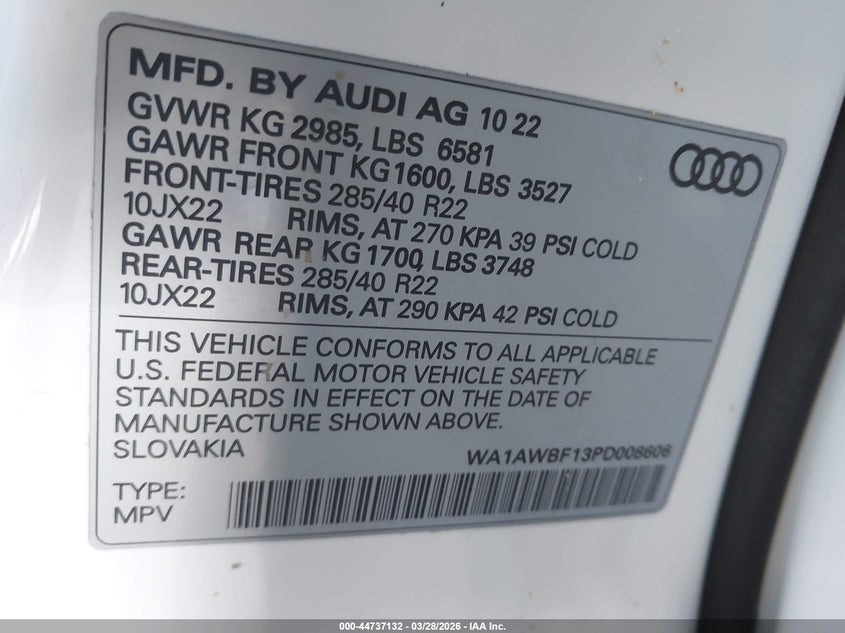 MFD. BY AUDI AG 10 22
GVWR KG 2985, LBS 6581
GAWR FRONT KG 1600, LBS 3527
FRONT-TIRES 285/40 R22
10JX22 RIMS, AT 270 KPA 39 PSI COLD
GAWR REAR KG 1700, LBS 3748
REAR-TIRES 285/40 R22
10JX22 RIMS, AT 290 KPA 42 PSI COLD
THIS VEHICLE CONFORMS TO ALL APPLICABLE
U.S. FEDERAL MOTOR VEHICLE SAFETY
STANDARDS IN EFFECT ON THE DATE OF
MANUFACTURE SHOWN ABOVE.
SLOVAKIA WA1AWBF13PD008606
TYPE:
MPV
000-44737132 / 03/28/2026 - IAA Inc.